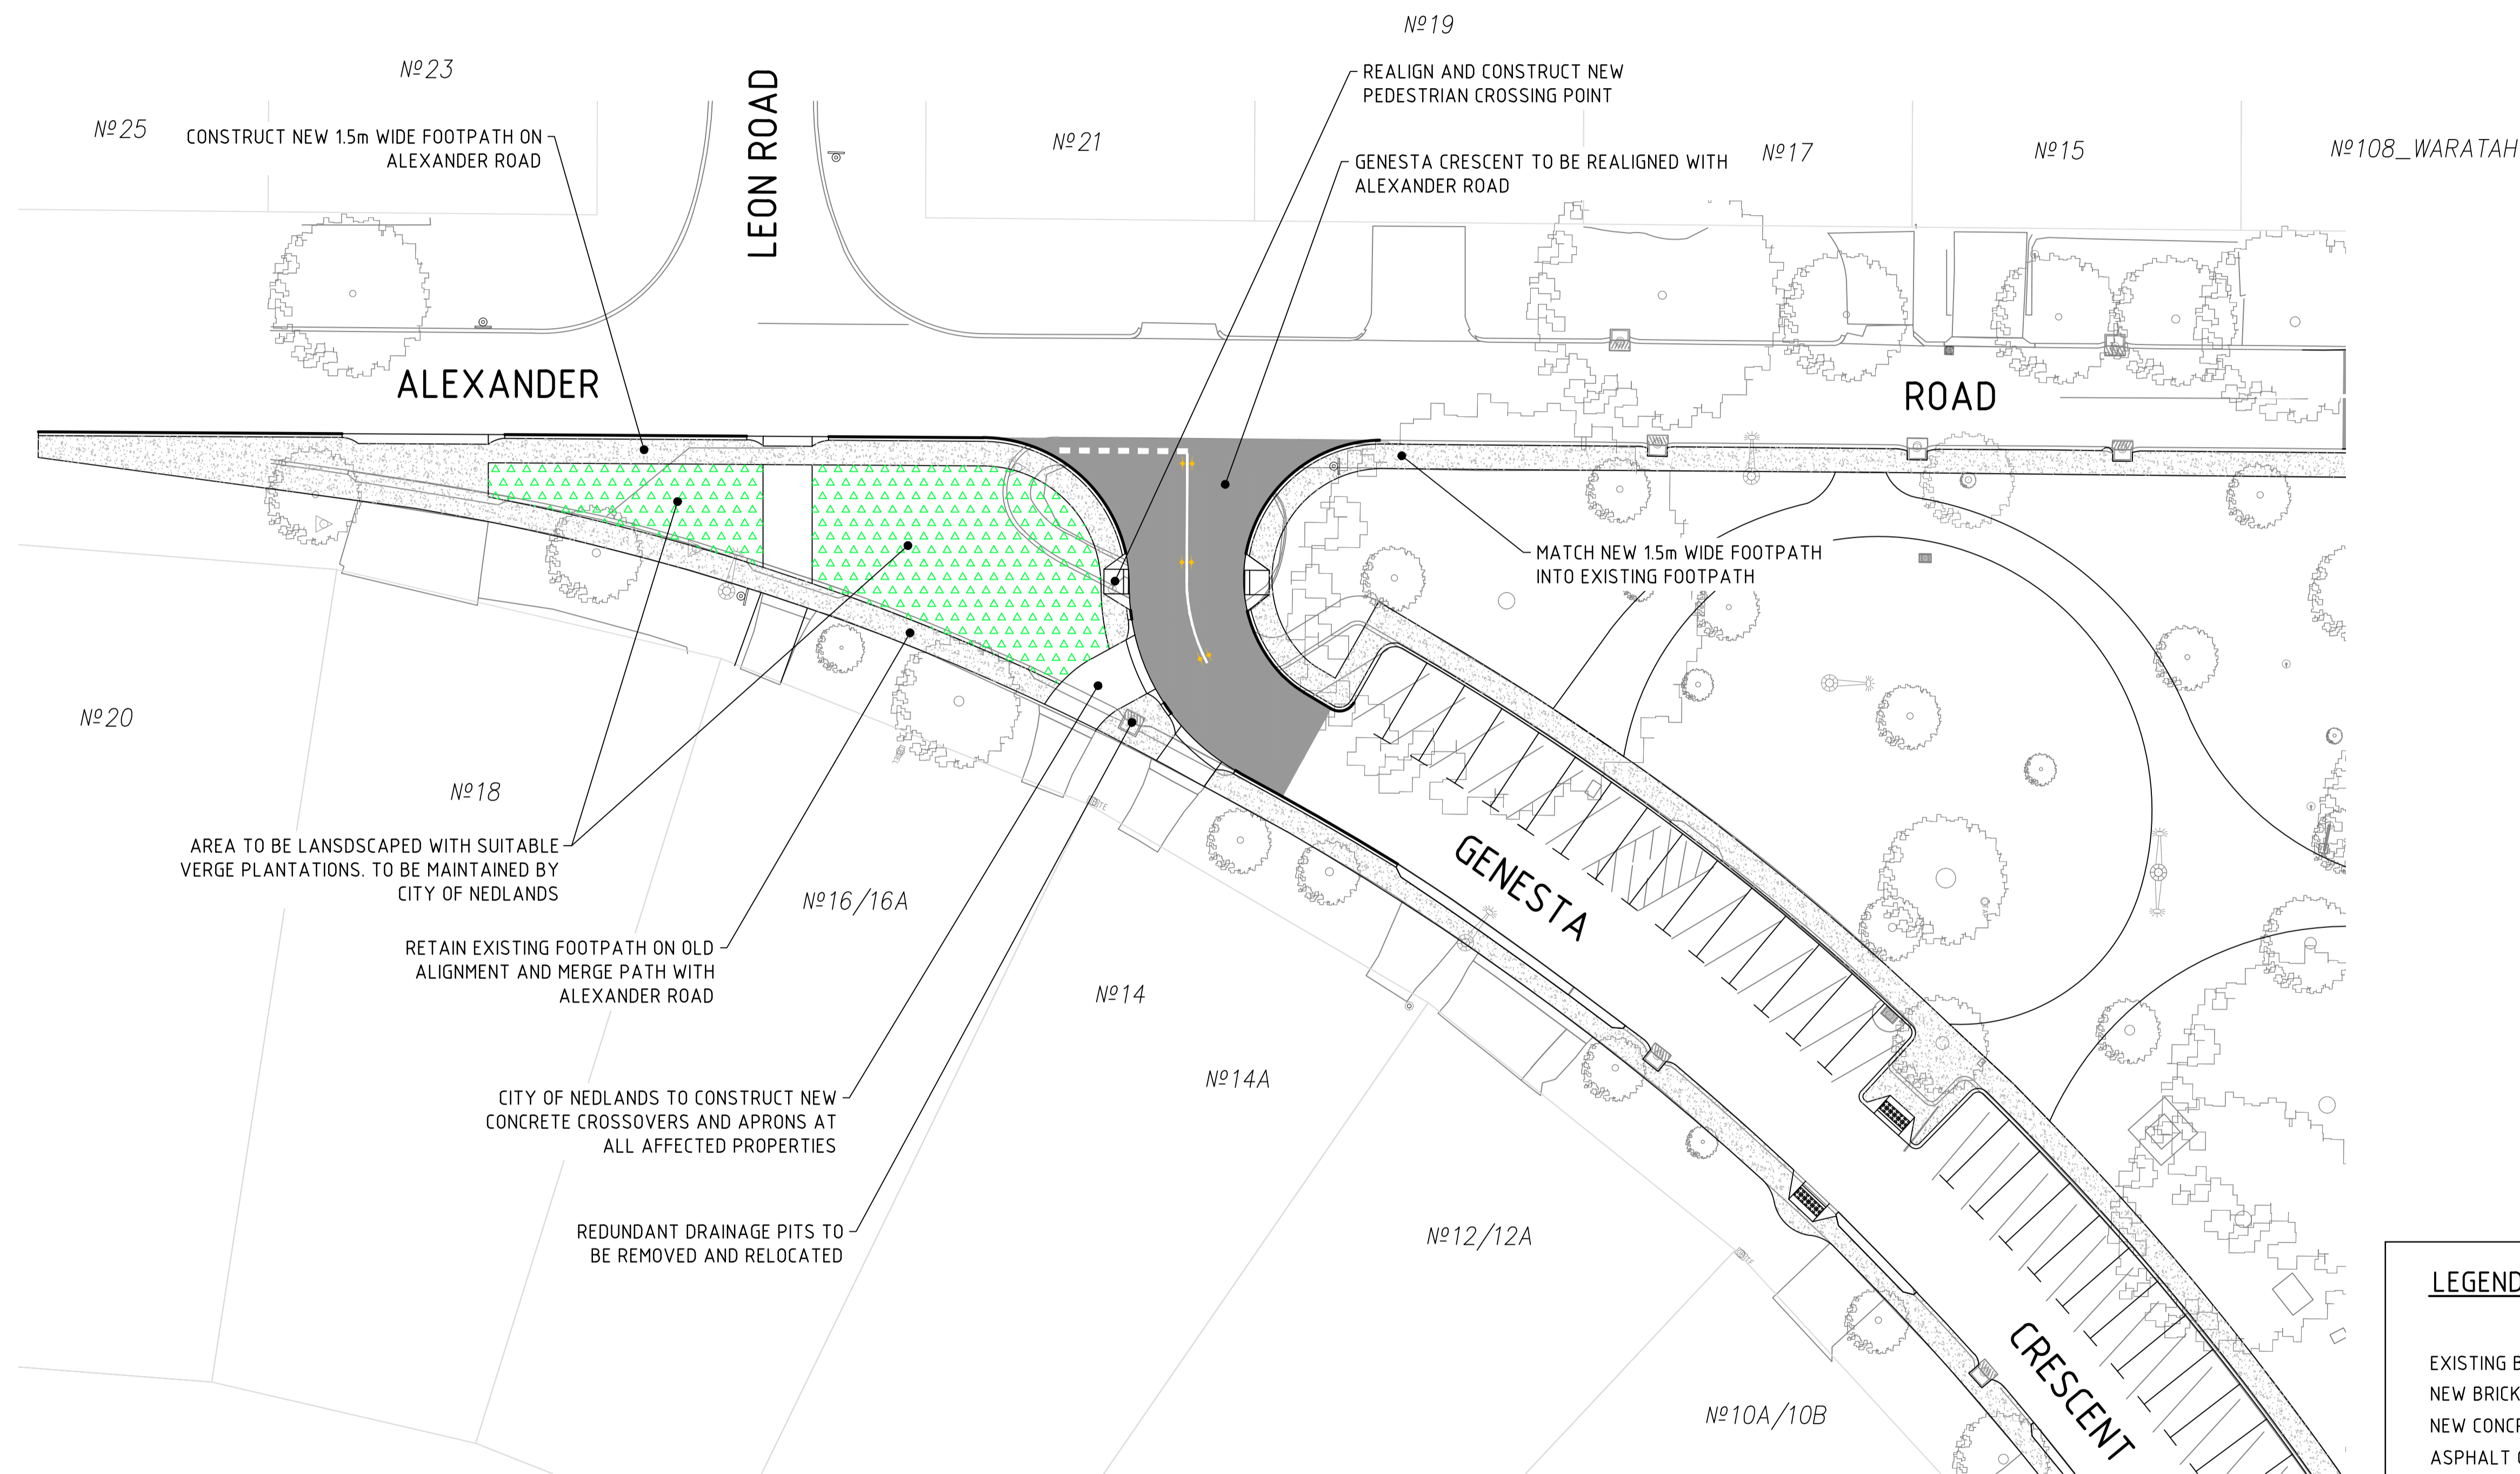 Nº19
Nº23
REALIGN AND CONSTRUCT NEW
PEDESTRIAN CROSSING POINT
Nº25
CONSTRUCT NEW 1.5m WIDE FOOTPATH ON
ALEXANDER ROAD
LEON ROAD
Nº21
GENESTA CRESCENT TO BE REALIGNED WITH
ALEXANDER ROAD
Nº17
Nº15
Nº108_WARATAH
ALEXANDER
ROAD
MATCH NEW 1.5m WIDE FOOTPATH
INTO EXISTING FOOTPATH
Nº20
Nº18
AREA TO BE LANSDSCAPED WITH SUITABLE
VERGE PLANTATIONS. TO BE MAINTAINED BY
CITY OF NEDLANDS
Nº16/16A
RETAIN EXISTING FOOTPATH ON OLD
ALIGNMENT AND MERGE PATH WITH
ALEXANDER ROAD
GENESTA
Nº14
Nº14A
CITY OF NEDLANDS TO CONSTRUCT NEW
CONCRETE CROSSOVERS AND APRONS AT
ALL AFFECTED PROPERTIES
REDUNDANT DRAINAGE PITS TO
BE REMOVED AND RELOCATED
Nº12/12A
Nº10A/10B
CRESCENT
LEGEND
EXISTING
NEW BRICK
NEW
ASPHALT